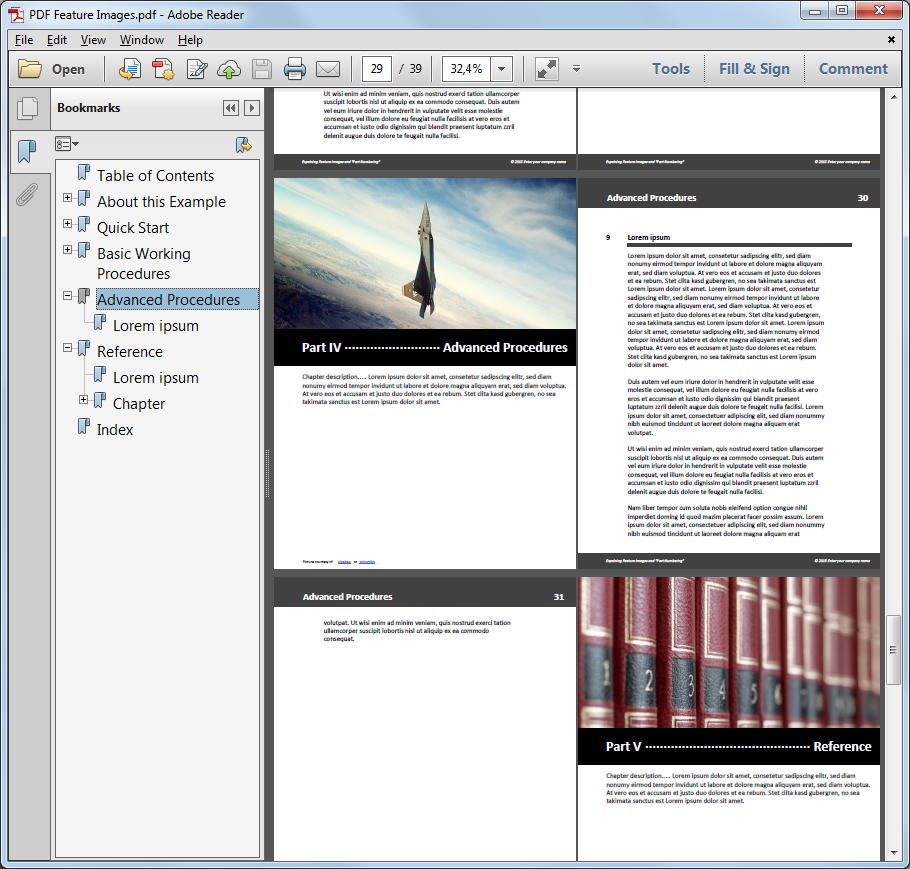 PDF Feature Images.pdf - Adobe Reader
File Edit View Window Help
Open 29 / 39 32,4% Tools Fill & Sign Comment
Bookmarks
Table of Contents
About this Example
Quick Start
Basic Working
Procedures
Advanced Procedures
Lorem ipsum
Reference
Lorem ipsum
Chapter
Index
Ut wisi enim ad minim veniam, quis nostrud exerci tation ullamcorper
suscipit lobortis nisl ut aliquip ex ea commodo consequat. Duis autem
vel eum iriure dolor in hendrerit in vulputate velit esse molestie
consequat, vel illum dolore eu feugiat nulla facilisis at vero eros et
accumsan et iusto odio dignissim qui blandit praesent luptatum zzril
delenit augue duis dolore te feugait nulla facilisi.
Explaining Feature Images and "Part Numbering" © 2015 Enter your company name
Explaining Feature Images and "Part Numbering" © 2015 Enter your company name
Part IV Advanced Procedures
Chapter description.... Lorem ipsum dolor sit amet, consetetur sadipscing elitr, sed diam
nonumy eirmod tempor invidunt ut labore et dolore magna aliquyam erat, sed diam voluptua.
At vero eos et accusam et justo duo dolores et ea rebum. Stet clita kasd gubergren, no sea
takimata sanctus est Lorem ipsum dolor sit amet.
Picture courtesy of or
Advanced Procedures 30
9 Lorem ipsum
Lorem ipsum dolor sit amet, consetetur sadipscing elitr, sed diam
nonumy eirmod tempor invidunt ut labore et dolore magna aliquyam
erat, sed diam voluptua. At vero eos et accusam et justo duo dolores
et ea rebum. Stet clita kasd gubergren, no sea takimata sanctus est
Lorem ipsum dolor sit amet. Lorem ipsum dolor sit amet, consetetur
sadipscing elitr, sed diam nonumy eirmod tempor invidunt ut labore
et dolore magna aliquyam erat, sed diam voluptua. At vero eos et
accusam et justo duo dolores et ea rebum. Stet clita kasd gubergren,
no sea takimata sanctus est Lorem ipsum dolor sit amet. Lorem ipsum
dolor sit amet, consetetur sadipscing elitr, sed diam nonumy eirmod
tempor invidunt ut labore et dolore magna aliquyam erat, sed diam
voluptua. At vero eos et accusam et justo duo dolores et ea rebum.
Stet clita kasd gubergren, no sea takimata sanctus est Lorem ipsum
dolor sit amet.
Duis autem vel eum iriure dolor in hendrerit in vulputate velit esse
molestie consequat, vel illum dolore eu feugiat nulla facilisis at vero
eros et accumsan et iusto odio dignissim qui blandit praesent
luptatum zzril delenit augue duis dolore te feugait nulla facilisi. Lorem
ipsum dolor sit amet, consectetuer adipiscing elit, sed diam nonummy
nibh euismod tincidunt ut laoreet dolore magna aliquam erat
volutpat.
Ut wisi enim ad minim veniam, quis nostrud exerci tation ullamcorper
suscipit lobortis nisl ut aliquip ex ea commodo consequat. Duis autem
vel eum iriure dolor in hendrerit in vulputate velit esse molestie
consequat, vel illum dolore eu feugiat nulla facilisis at vero eros et
accumsan et iusto odio dignissim qui blandit praesent luptatum zzril
delenit augue duis dolore te feugait nulla facilisi.
Nam liber tempor cum soluta nobis eleifend option congue nihil
imperdiet doming id quod mazim placerat facer possim assum. Lorem
ipsum dolor sit amet, consectetuer adipiscing elit, sed diam nonummy
nibh euismod tincidunt ut laoreet dolore magna aliquam erat
Explaining Feature Images and "Part Numbering" © 2015 Enter your company name
Advanced Procedures 31
volutpat. Ut wisi enim ad minim veniam, quis nostrud exerci tation
ullamcorper suscipit lobortis nisl ut aliquip ex ea commodo
consequat.
1 2 3 4 5 6
Part V Reference
Chapter description.... Lorem ipsum dolor sit amet, consetetur sadipscing elitr, sed diam
nonumy eirmod tempor invidunt ut labore et dolore magna aliquyam erat, sed diam voluptua.
At vero eos et accusam et justo duo dolores et ea rebum. Stet clita kasd gubergren, no sea
takimata sanctus est Lorem ipsum dolor sit amet.